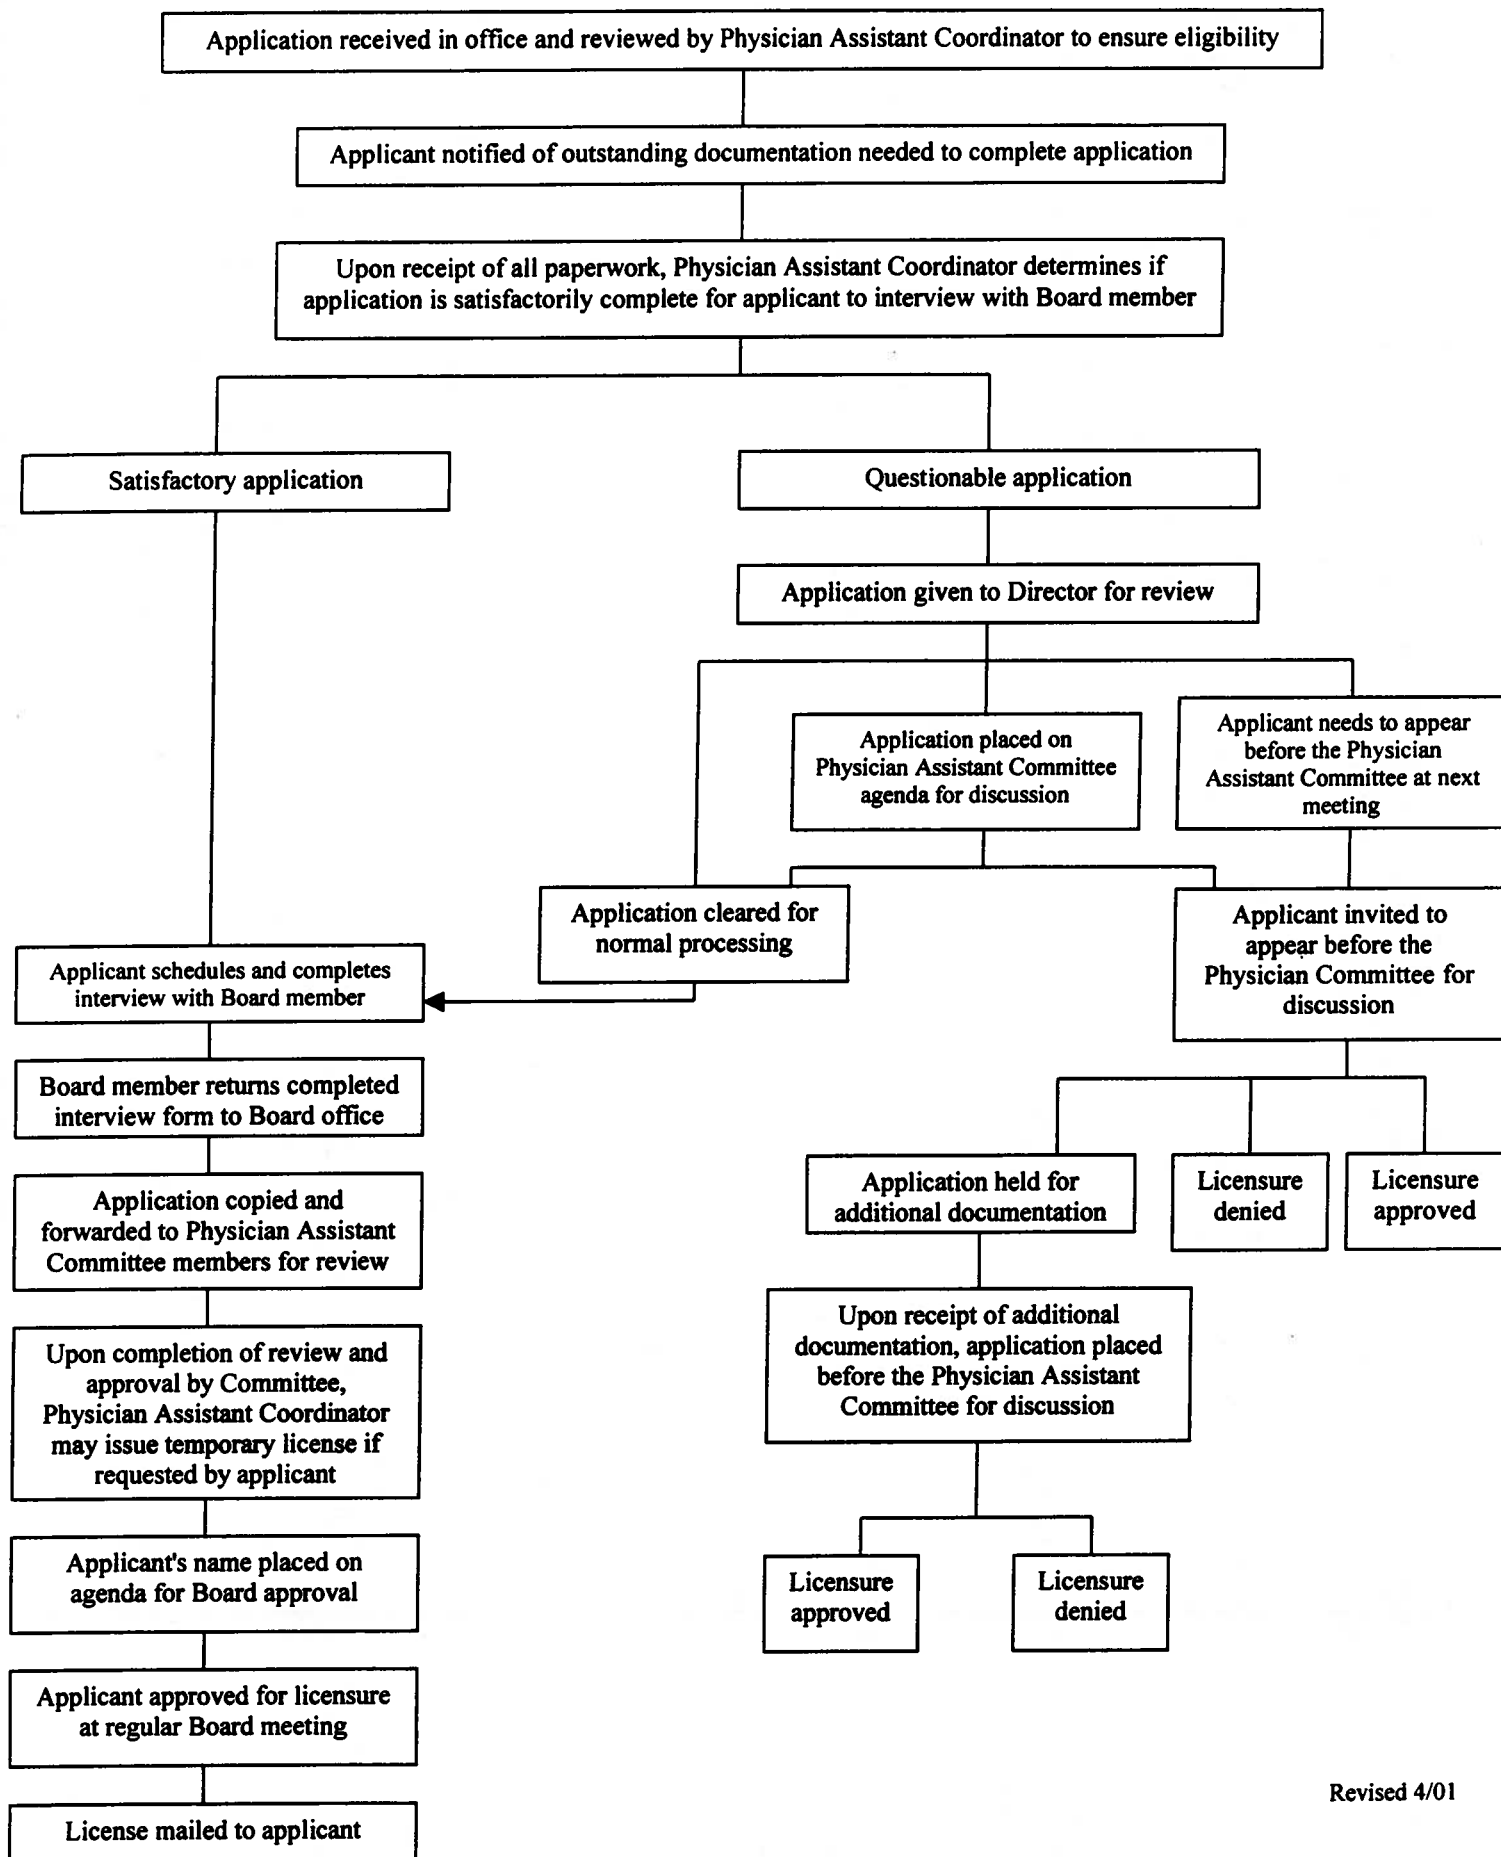 Application received in office and reviewed by Physician Assistant Coordinator to ensure eligibility
Applicant notified of outstanding documentation needed to complete application
Upon receipt of all paperwork, Physician Assistant Coordinator determines if
application is satisfactorily complete for applicant to interview with Board member
Satisfactory application
Questionable application
Application given to Director for review
Application placed on
Physician Assistant Committee
agenda for discussion
Applicant needs to appear
before the Physician
Assistant Committee at next
meeting
Application cleared for
normal processing
Applicant invited to
appear before the
Physician Committee for
discussion
Applicant schedules and completes
interview with Board member
Board member returns completed
interview form to Board office
Application copied and
forwarded to Physician Assistant
Committee members for review
Upon completion of review and
approval by Committee,
Physician Assistant Coordinator
may issue temporary license if
requested by applicant
Applicant's name placed on
agenda for Board approval
Applicant approved for licensure
at regular Board meeting
License mailed to applicant
Application held for
additional documentation
Licensure
denied
Licensure
approved
Upon receipt of additional
documentation, application placed
before the Physician Assistant
Committee for discussion
Licensure
approved
Licensure
denied
Revised 4/01